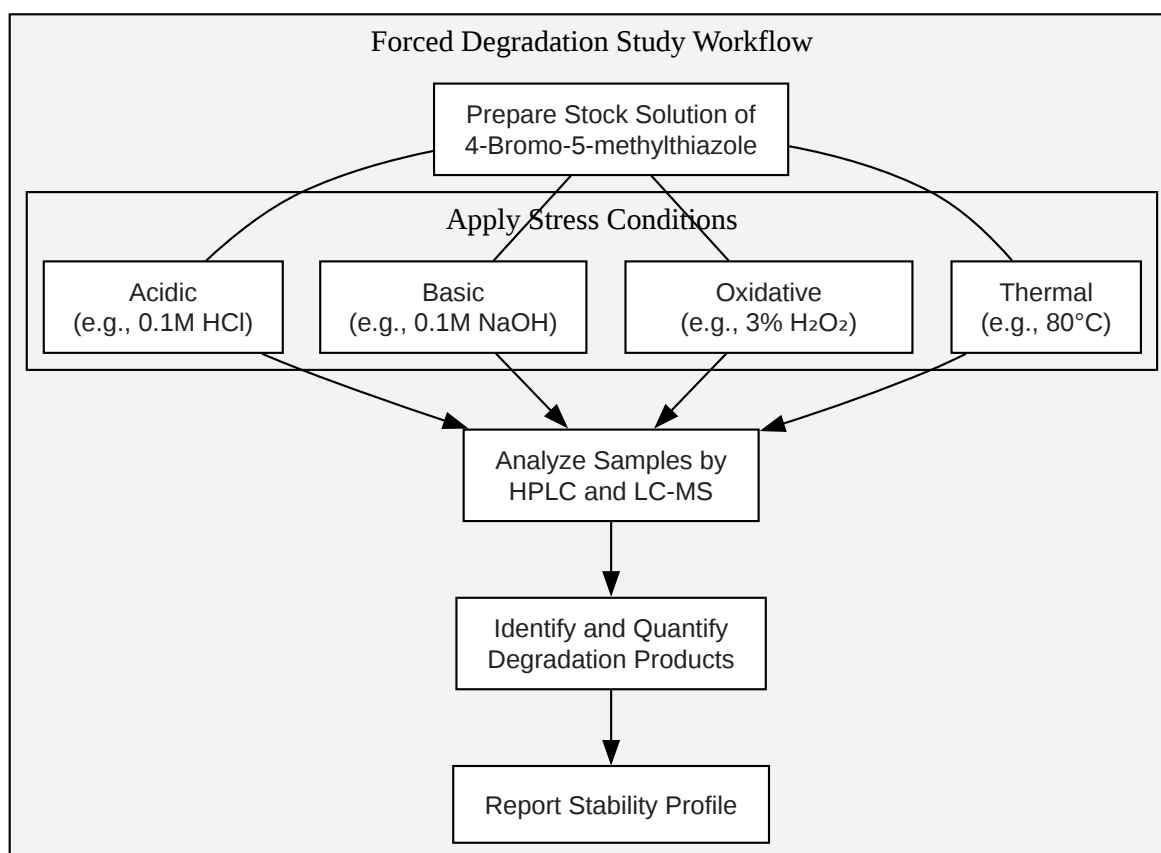 Forced Degradation Study Workflow
Prepare Stock Solution of
4-Bromo-5-methylthiazole
Apply Stress Conditions
Acidic
(e.g., 0.1M HCl)
Basic
(e.g., 0.1M NaOH)
Oxidative
(e.g., 3% H₂O₂)
Thermal
(e.g., 80°C)
Analyze Samples by
HPLC and LC-MS
Identify and Quantify
Degradation Products
Report Stability Profile